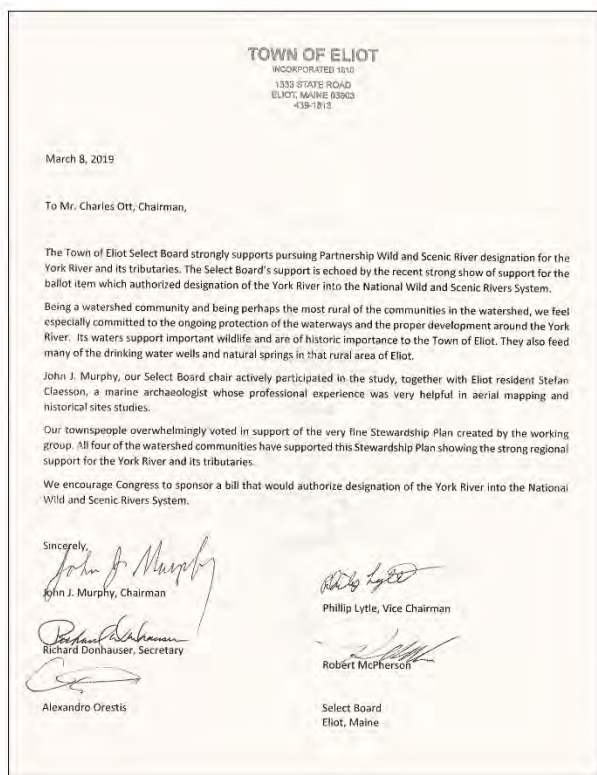 TOWN OF ELIOT
INCORPORATED 1810
1333 STATE ROAD
ELIOT, MAINE 03903
439-1813
March 8, 2019
To Mr. Charles Ott, Chairman,
The Town of Eliot Select Board strongly supports pursuing Partnership Wild and Scenic River designation for the
York River and its tributaries. The Select Board's support is echoed by the recent strong show of support for the
ballot item which authorized designation of the York River into the National Wild and Scenic Rivers System.
Being a watershed community and being perhaps the most rural of the communities in the watershed, we feel
especially committed to the ongoing protection of the waterways and the proper development around the York
River. Its waters support important wildlife and are of historic importance to the Town of Eliot. They also feed
many of the drinking water wells and natural springs in that rural area of Eliot.
John J. Murphy, our Select Board chair actively participated in the study, together with Eliot resident Stefan
Claesson, a marine archaeologist whose professional experience was very helpful in aerial mapping and
historical sites studies.
Our townspeople overwhelmingly voted in support of the very fine Stewardship Plan created by the working
group. All four of the watershed communities have supported this Stewardship Plan showing the strong regional
support for the York River and its tributaries.
We encourage Congress to sponsor a bill that would authorize designation of the York River into the National
Wild and Scenic Rivers System.
Sincerely,
John J Murphy
John J. Murphy, Chairman
Philip Lytle
Phillip Lytle, Vice Chairman
Richard Donhauser, Secretary
Robert McPherson
Alexandro Orestis
Select Board
Eliot, Maine